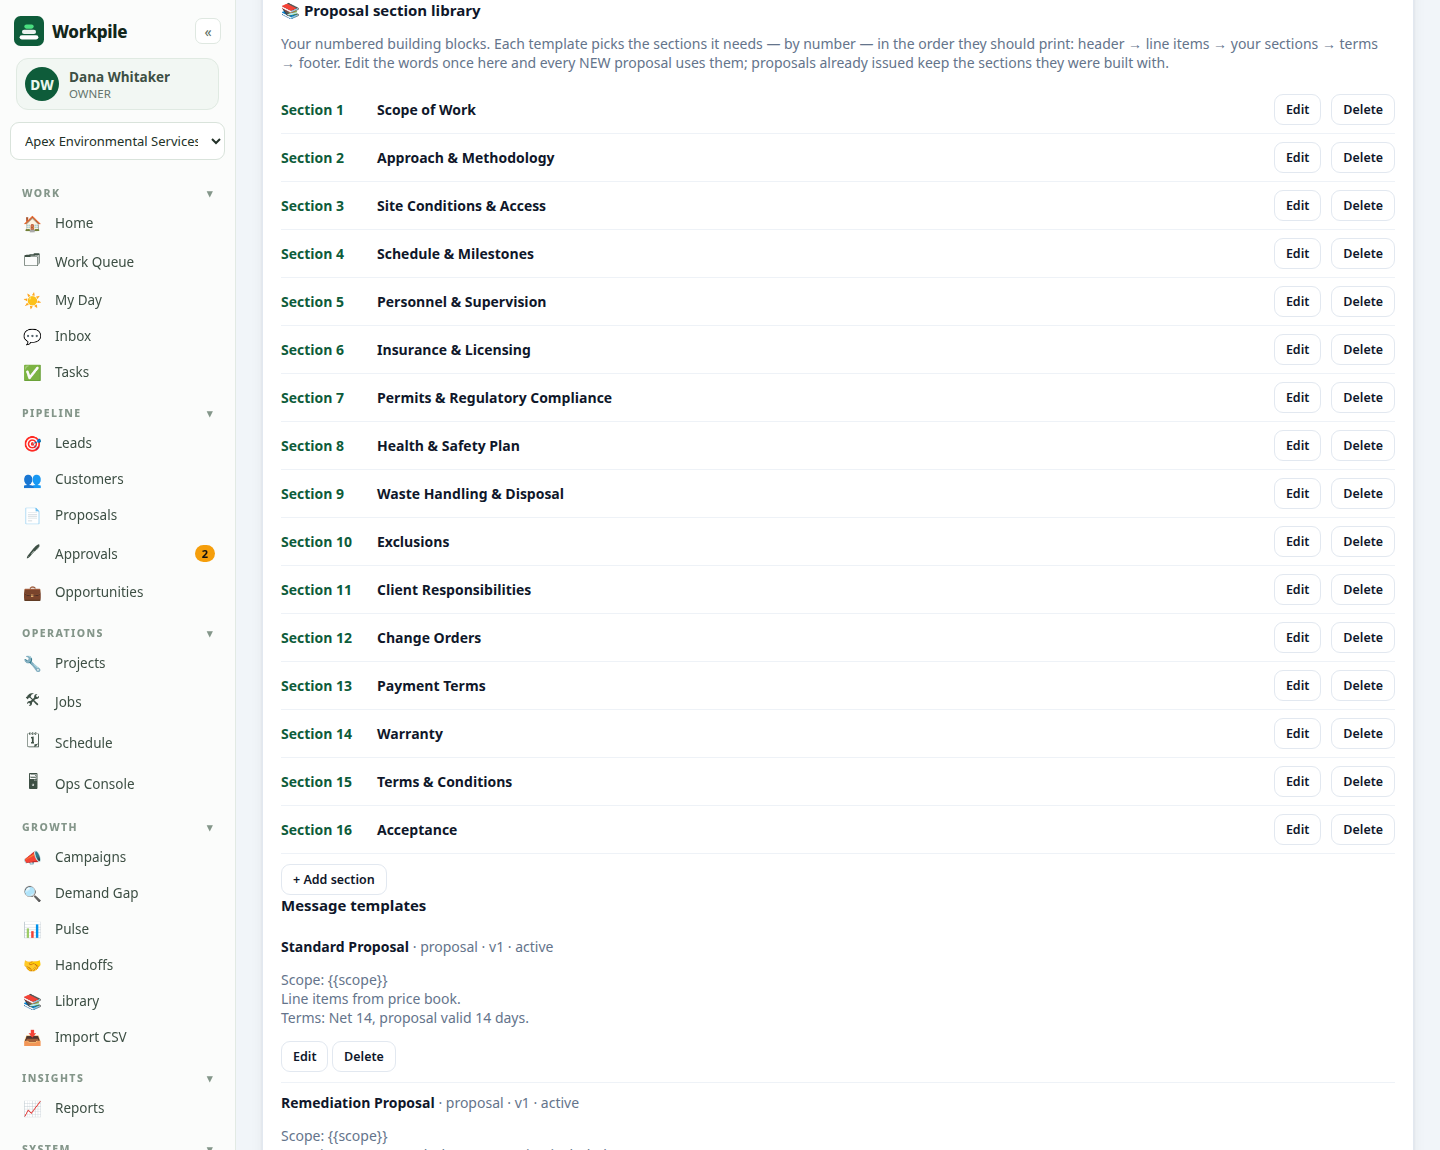 Workpile
«
DW
Dana Whitaker
OWNER
Apex Environmental Services
WORK
Home
Work Queue
My Day
Inbox
Tasks
PIPELINE
Leads
Customers
Proposals
Approvals 2
Opportunities
OPERATIONS
Projects
Jobs
Schedule
Ops Console
GROWTH
Campaigns
Demand Gap
Pulse
Handoffs
Library
Import CSV
INSIGHTS
Reports
SYSTEM
Proposal section library
Your numbered building blocks. Each template picks the sections it needs — by number — in the order they should print: header → line items → your sections → terms
→ footer. Edit the words once here and every NEW proposal uses them; proposals already issued keep the sections they were built with.
Section 1 Scope of Work Edit Delete
Section 2 Approach & Methodology Edit Delete
Section 3 Site Conditions & Access Edit Delete
Section 4 Schedule & Milestones Edit Delete
Section 5 Personnel & Supervision Edit Delete
Section 6 Insurance & Licensing Edit Delete
Section 7 Permits & Regulatory Compliance Edit Delete
Section 8 Health & Safety Plan Edit Delete
Section 9 Waste Handling & Disposal Edit Delete
Section 10 Exclusions Edit Delete
Section 11 Client Responsibilities Edit Delete
Section 12 Change Orders Edit Delete
Section 13 Payment Terms Edit Delete
Section 14 Warranty Edit Delete
Section 15 Terms & Conditions Edit Delete
Section 16 Acceptance Edit Delete
+ Add section
Message templates
Standard Proposal · proposal · v1 · active
Scope: {{scope}}
Line items from price book.
Terms: Net 14, proposal valid 14 days.
Edit Delete
Remediation Proposal · proposal · v1 · active
Scope: {{scope}}